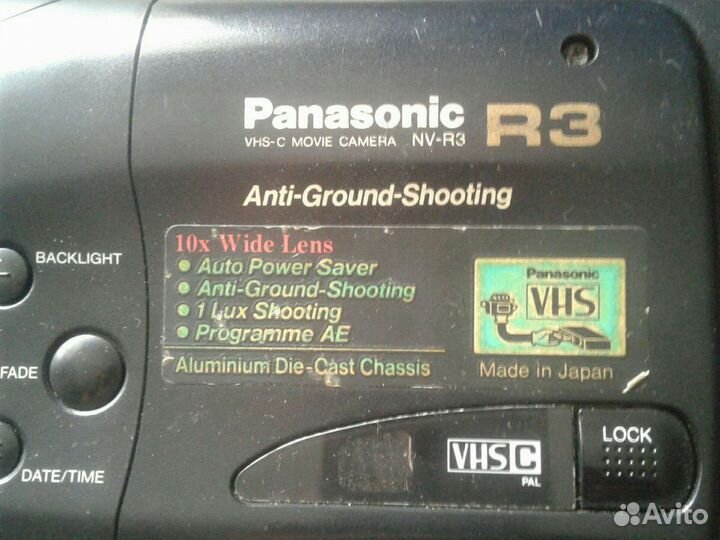 Panasonic R3
VHS-C MOVIE CAMERA NV-R3
Anti-Ground-Shooting
BACKLIGHT
10x Wide Lens
• Auto Power Saver
• Anti-Ground-Shooting
• 1 Lux Shooting
• Programme AE
Aluminium Die-Cast Chassis
Panasonic
VHS
Made in Japan
FADE
DATE/TIME
VHS C
PAL
LOCK
Avito